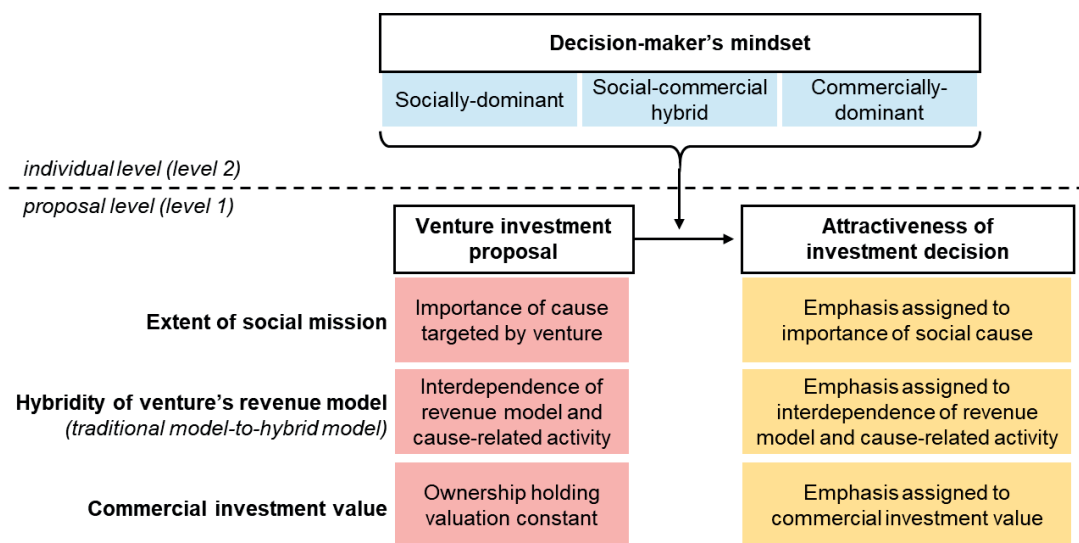 Decision-maker's mindset
Socially-dominant
Social-commercial
hybrid
Commercially-
dominant
individual level (level 2)
proposal level (level 1)
Venture investment
proposal
Attractiveness of
investment decision
Extent of social mission
Importance of cause
targeted by venture
Emphasis assigned to
importance of social cause
Hybridity of venture's revenue model
(traditional model-to-hybrid model)
Interdependence of
revenue model and
cause-related activity
Emphasis assigned to
interdependence of revenue
model and cause-related activity
Commercial investment value
Ownership holding
valuation constant
Emphasis assigned to
commercial investment value